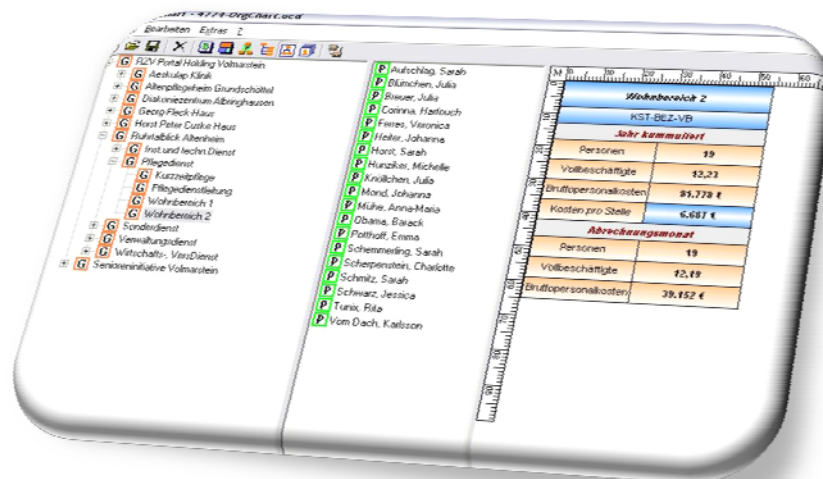 Chart - 4774-OrgChart.ocd
Bearbeiten Extras ?
RZV-Portal Holding Volmarstein
Aeskulap Klinik
Altenpflegeheim Grundschöttel
Diakoniezentrum Albringhausen
Georg-Fleck-Haus
Horst Peter Cuske Haus
Ruhrtalblick Altenheim
Inst.und techn.Dienst
Pflegedienst
Kurzzeitpflege
Pflegedienstleitung
Wohnbereich 1
Wohnbereich 2
Sonderdienst
Verwaltungsdienst
Wirtschafts-, VersDienst
Senioreninitiative Volmarstein
Aufschlag, Sarah
Blümchen, Julia
Breuer, Julia
Corinna, Harfouch
Ferres, Veronica
Heiter, Johanna
Horst, Sarah
Hunziker, Michelle
Knöllchen, Julia
Mond, Johanna
Mühe, Anna-Maria
Obama, Barack
Potthoff, Emma
Schemmerling, Sarah
Scherpenstein, Charlotte
Schmitz, Sarah
Schwarz, Jessica
Tunix, Rita
Vom Dach, Karlsson
Wohnbereich 2
KST-BEZ-VB
Jahr kummuliert
Personen 19
Vollbeschäftigte 12,23
Bruttopersonalkosten 81.778 €
Kosten pro Stelle 6.687 €
Abrechnungsmonat
Personen 19
Vollbeschäftigte 12,19
Bruttopersonalkosten 39.152 €